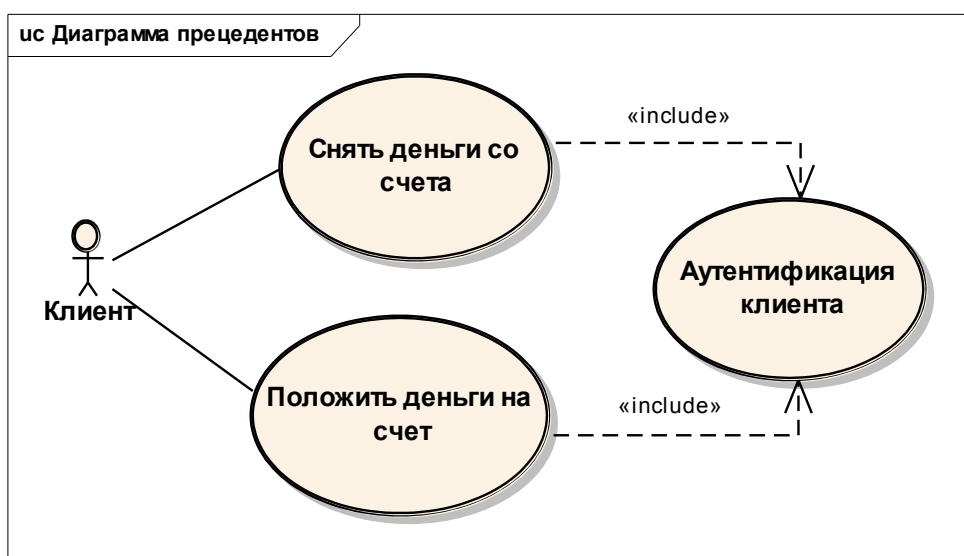 uc Диаграмма прецедентов
Снять деньги со
счета
«include»
Аутентификация
клиента
Клиент
Положить деньги на
счет
«include»